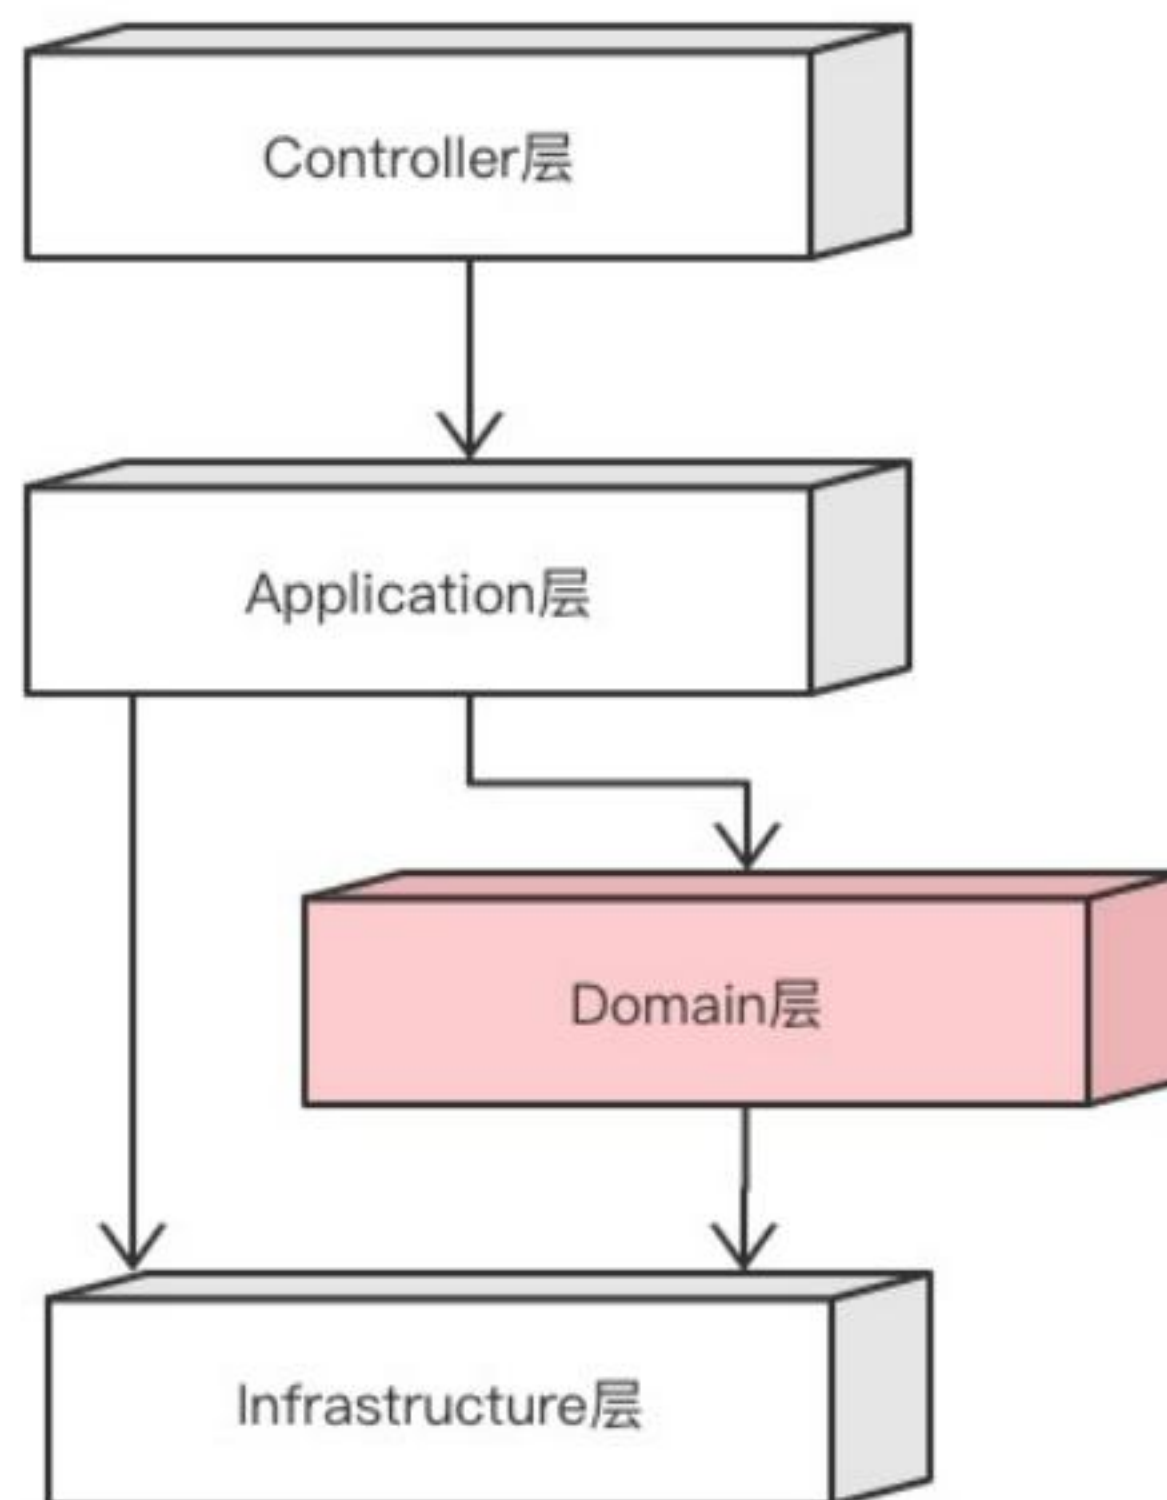 Controller层
Application层
Domain层
Infrastructure层